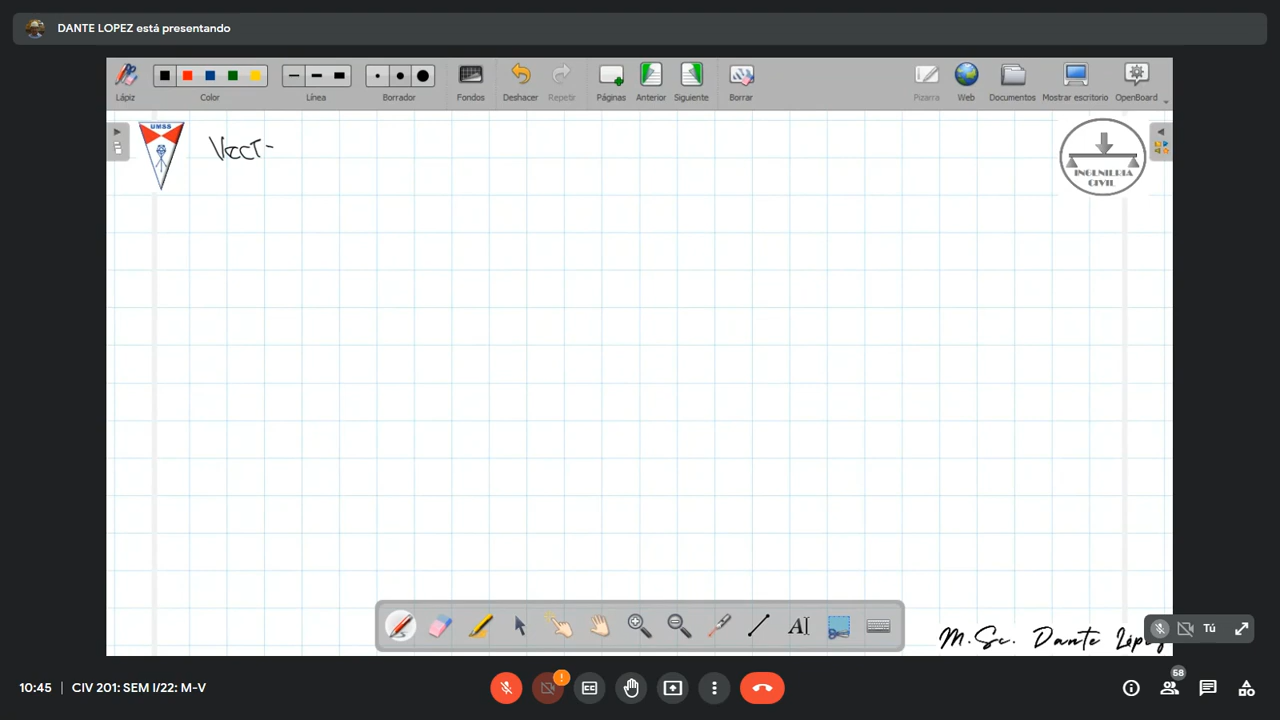 DANTE LOPEZ está presentando
Lápiz
Color
Línea
Borrador
Fondos
Deshacer
Repetir
Páginas
Anterior
Siguiente
Borrar
Pizarra
Web
Documentos
Mostrar escritorio
OpenBoard
UMSS
VECT-
INGENIERIA
CIVIL
M.Sc. Dante López
Tú
10:45 | CIV 201: SEM I/22: M-V
58